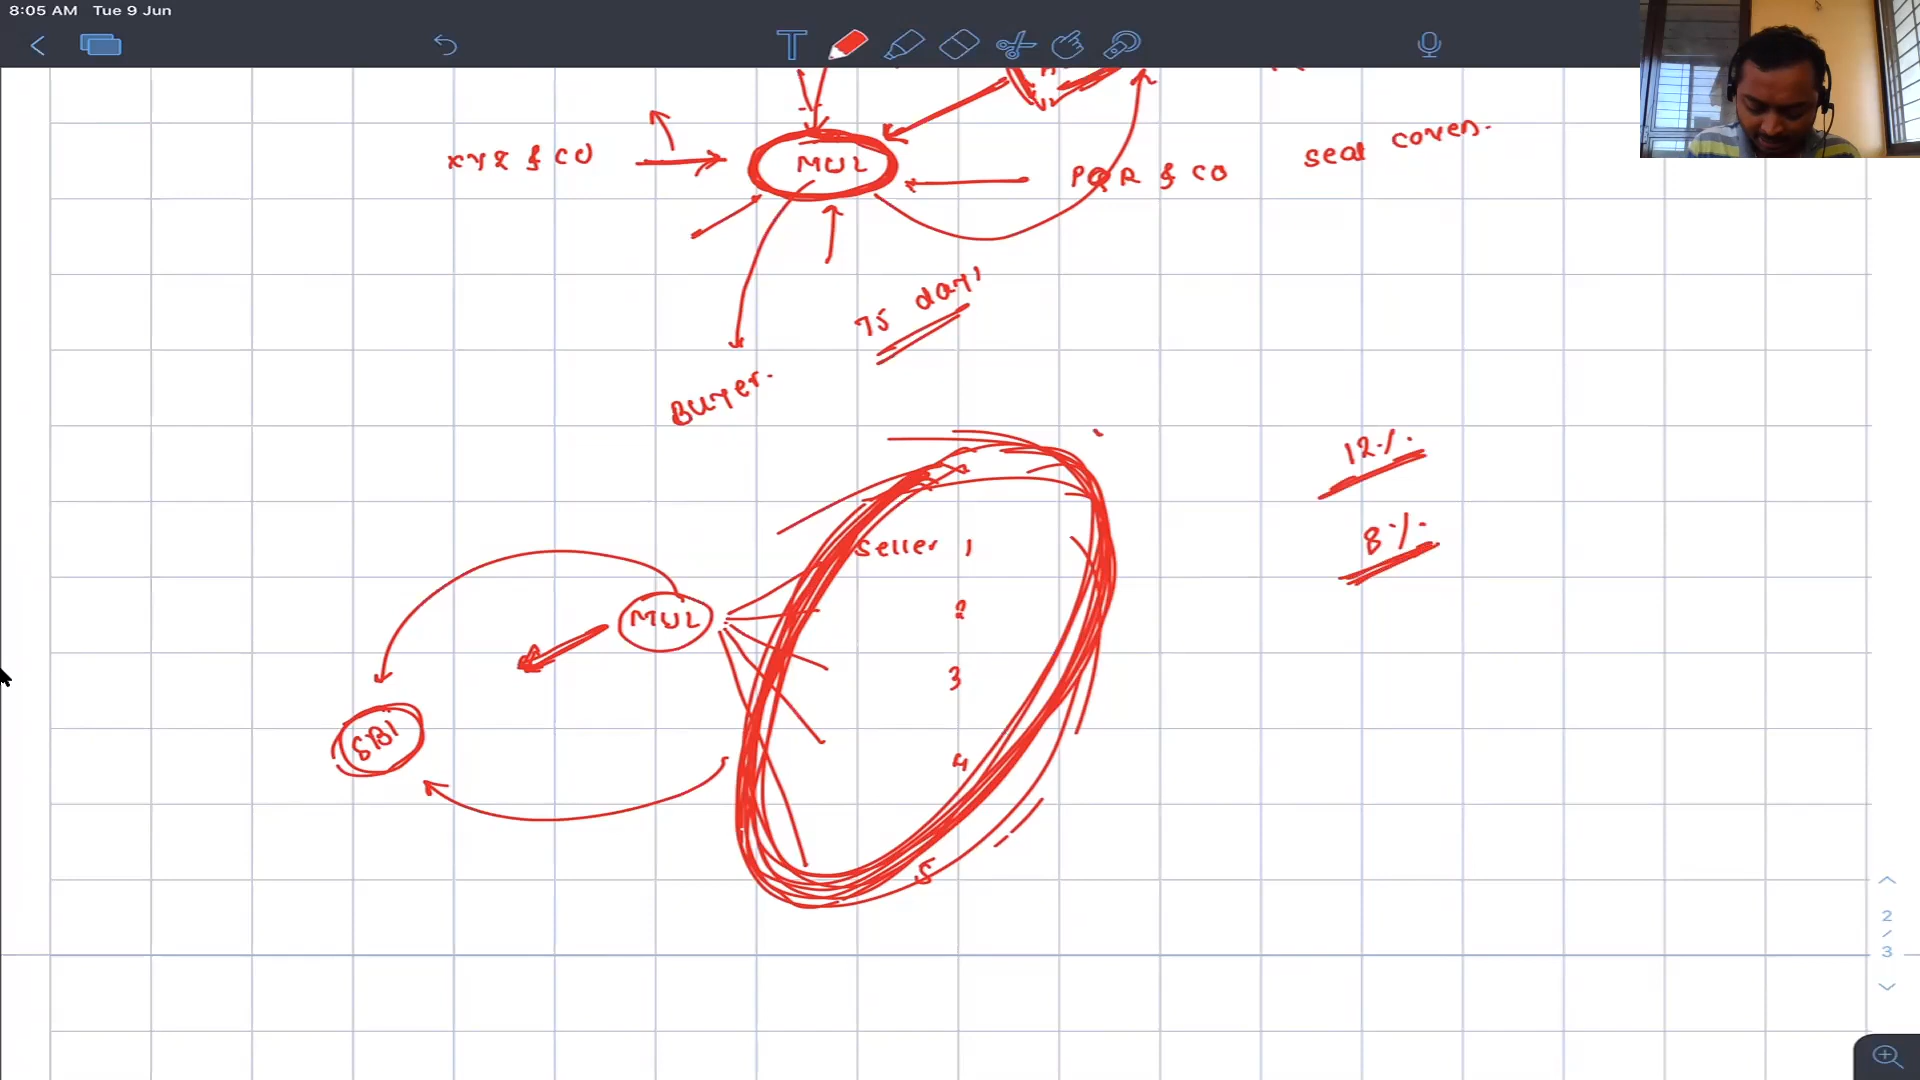 8:05 AM Tue 9 Jun
T
XYZ & CO
MUL
PQR & CO
seat cover.
75 days
Buyer.
12%
8%
Seller 1
MUL
2
3
SBI
4
5
2
/
3